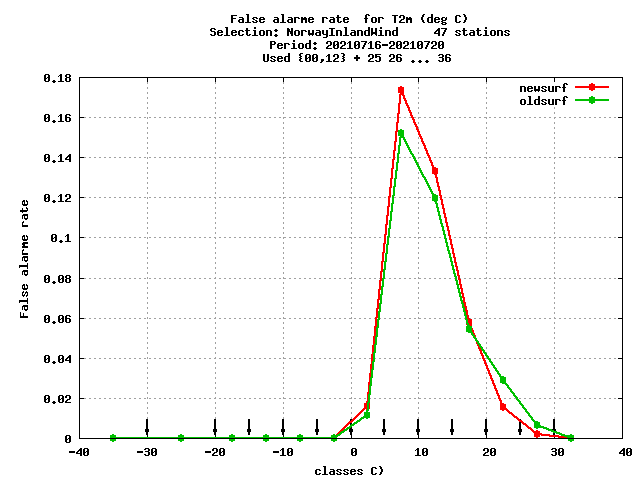 False alarme rate  for T2m (deg C)
Selection: NorwayInlandWind     47 stations
Period: 20210716-20210720
Used {00,12} + 25 26 ... 36
newsurf
oldsurf
0.18
0.16
0.14
0.12
0.1
0.08
0.06
0.04
0.02
0
False alarme rate
-40 -30 -20 -10 0 10 20 30 40
classes C)